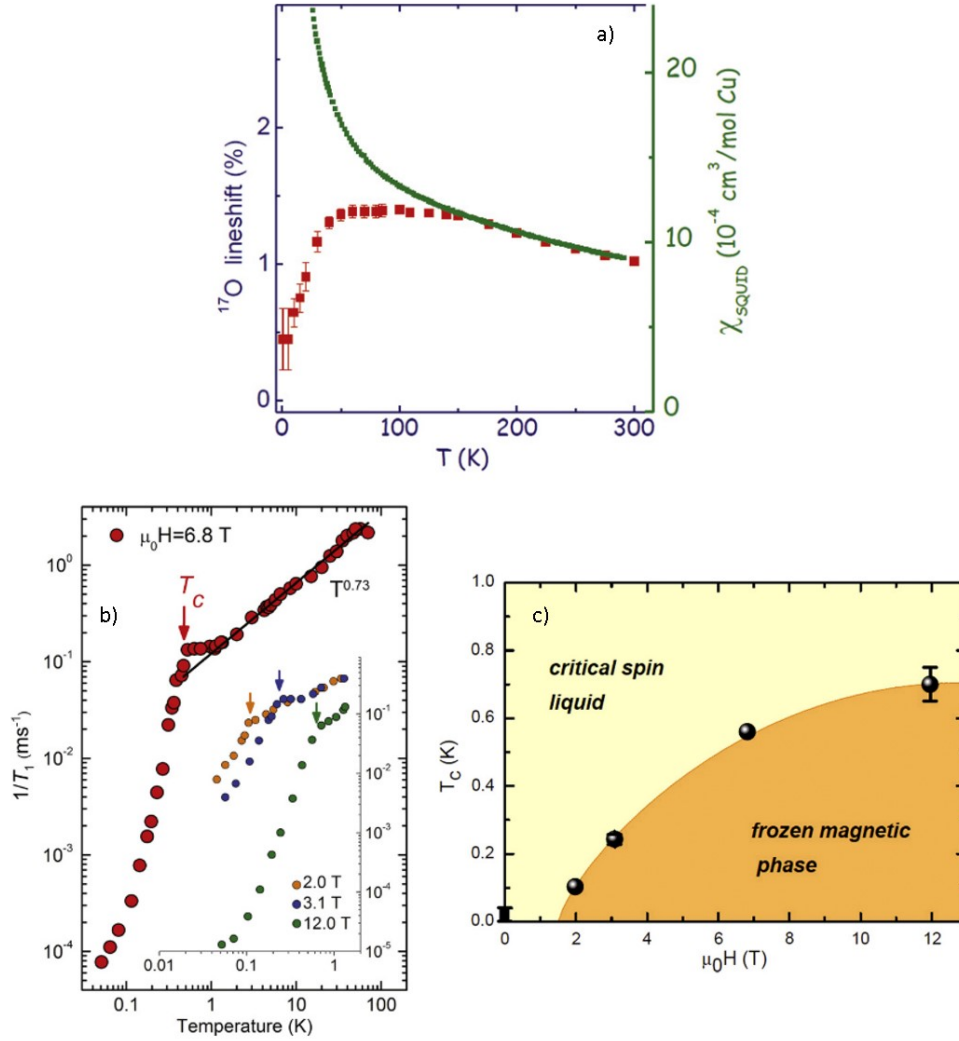 a)
¹⁷O lineshift (%)
2
1
0
0
100
200
300
T (K)
20
10
0
χSQUID (10⁻⁴ cm³/mol Cu)
b)
μ₀H=6.8 T
T_C
T^0.73
1/T₁ (ms⁻¹)
10⁰
10⁻¹
10⁻²
10⁻³
10⁻⁴
0.1
1
10
100
Temperature (K)
10⁻¹
10⁻²
10⁻³
10⁻⁴
10⁻⁵
0.01
0.1
1
2.0 T
3.1 T
12.0 T
c)
critical spin
liquid
frozen magnetic
phase
T_C (K)
1.0
0.8
0.6
0.4
0.2
0.0
0
2
4
6
8
10
12
μ₀H (T)